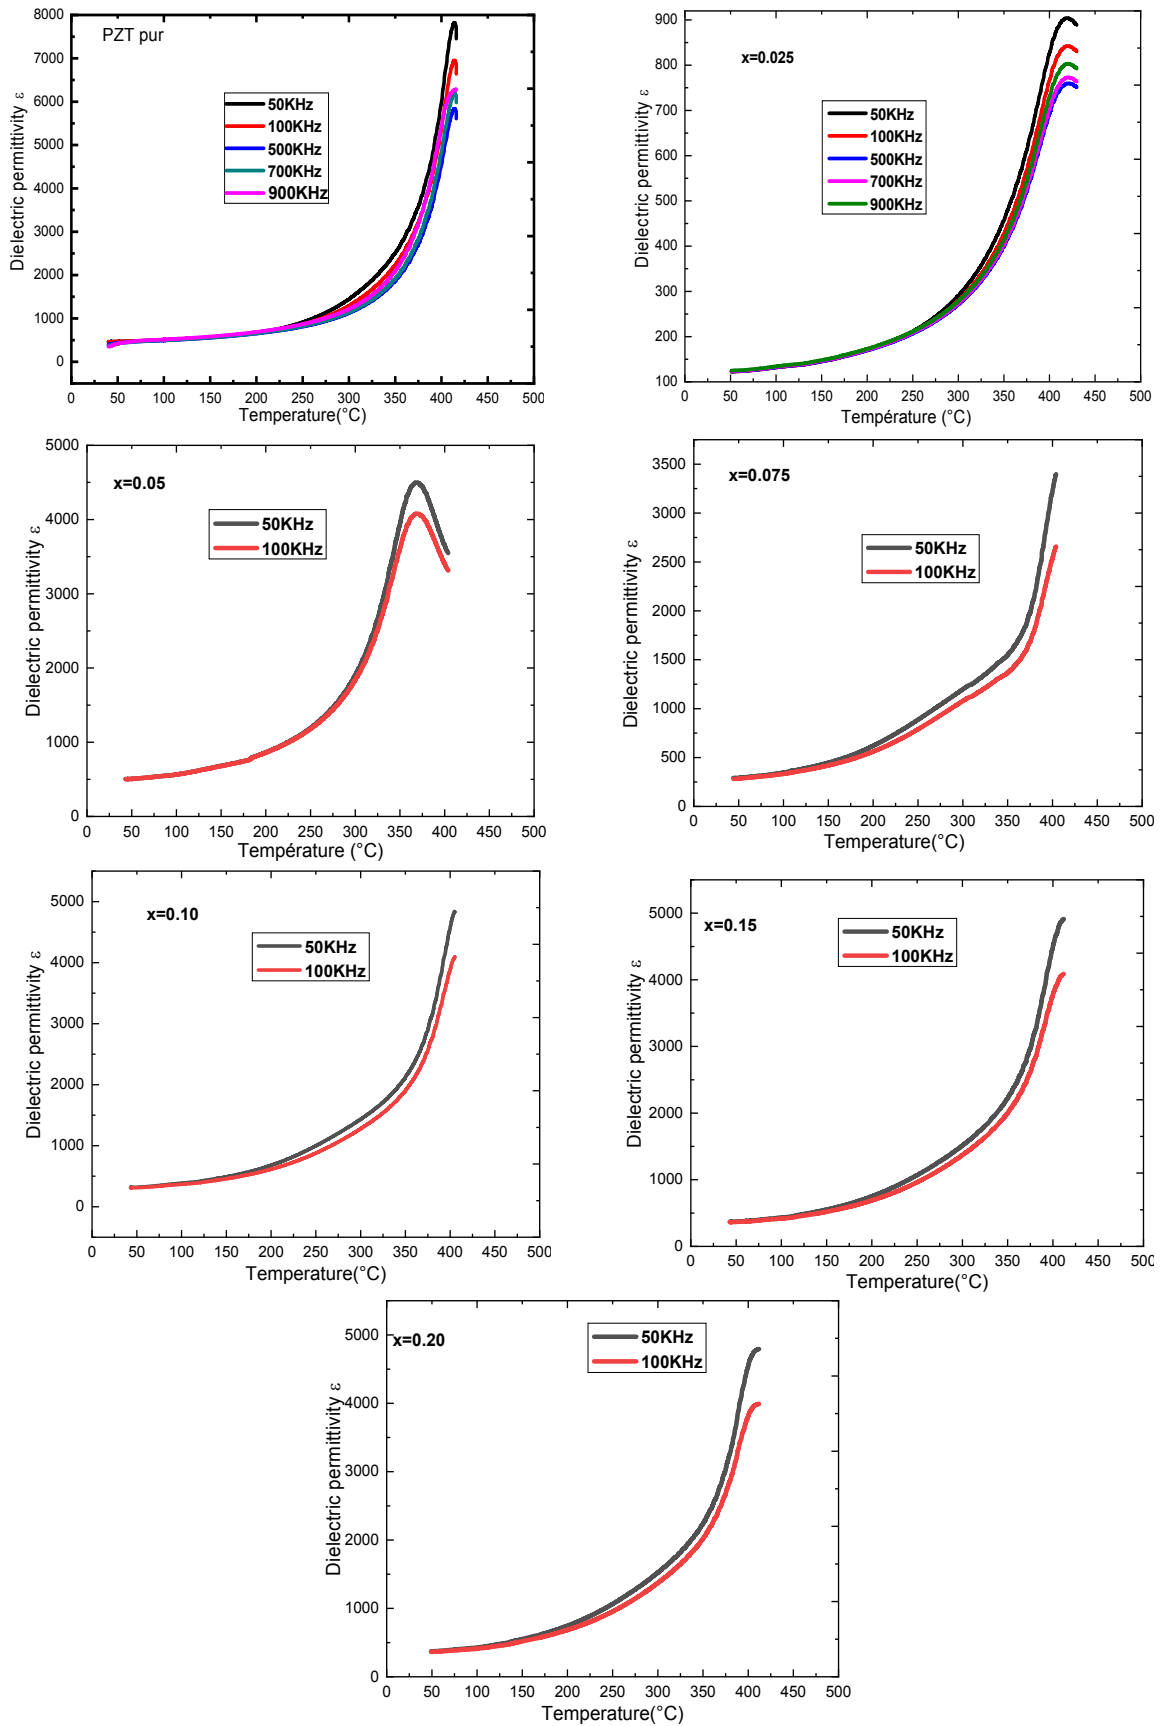 PZT pur
50KHz
100KHz
500KHz
700KHz
900KHz
Dielectric permittivity ε
8000
7000
6000
5000
4000
3000
2000
1000
0
0 50 100 150 200 250 300 350 400 450 500
Temperature(°C)
x=0.025
50KHz
100KHz
500KHz
700KHz
900KHz
Dielectric permittivity ε
900
800
700
600
500
400
300
200
100
0 50 100 150 200 250 300 350 400 450 500
Température (°C)
x=0.05
50KHz
100KHz
Dielectric permittivity ε
5000
4000
3000
2000
1000
0
0 50 100 150 200 250 300 350 400 450 500
Température (°C)
x=0.075
50KHz
100KHz
Dielectric permittivity ε
3500
3000
2500
2000
1500
1000
500
0
0 50 100 150 200 250 300 350 400 450 500
Temperature(°C)
x=0.10
50KHz
100KHz
Dielectric permittivity ε
5000
4000
3000
2000
1000
0
0 50 100 150 200 250 300 350 400 450 500
Temperature(°C)
x=0.15
50KHz
100KHz
Dielectric permittivity ε
5000
4000
3000
2000
1000
0
0 50 100 150 200 250 300 350 400 450 500
Temperature(°C)
x=0.20
50KHz
100KHz
Dielectric permittivity ε
5000
4000
3000
2000
1000
0
0 50 100 150 200 250 300 350 400 450 500
Temperature(°C)